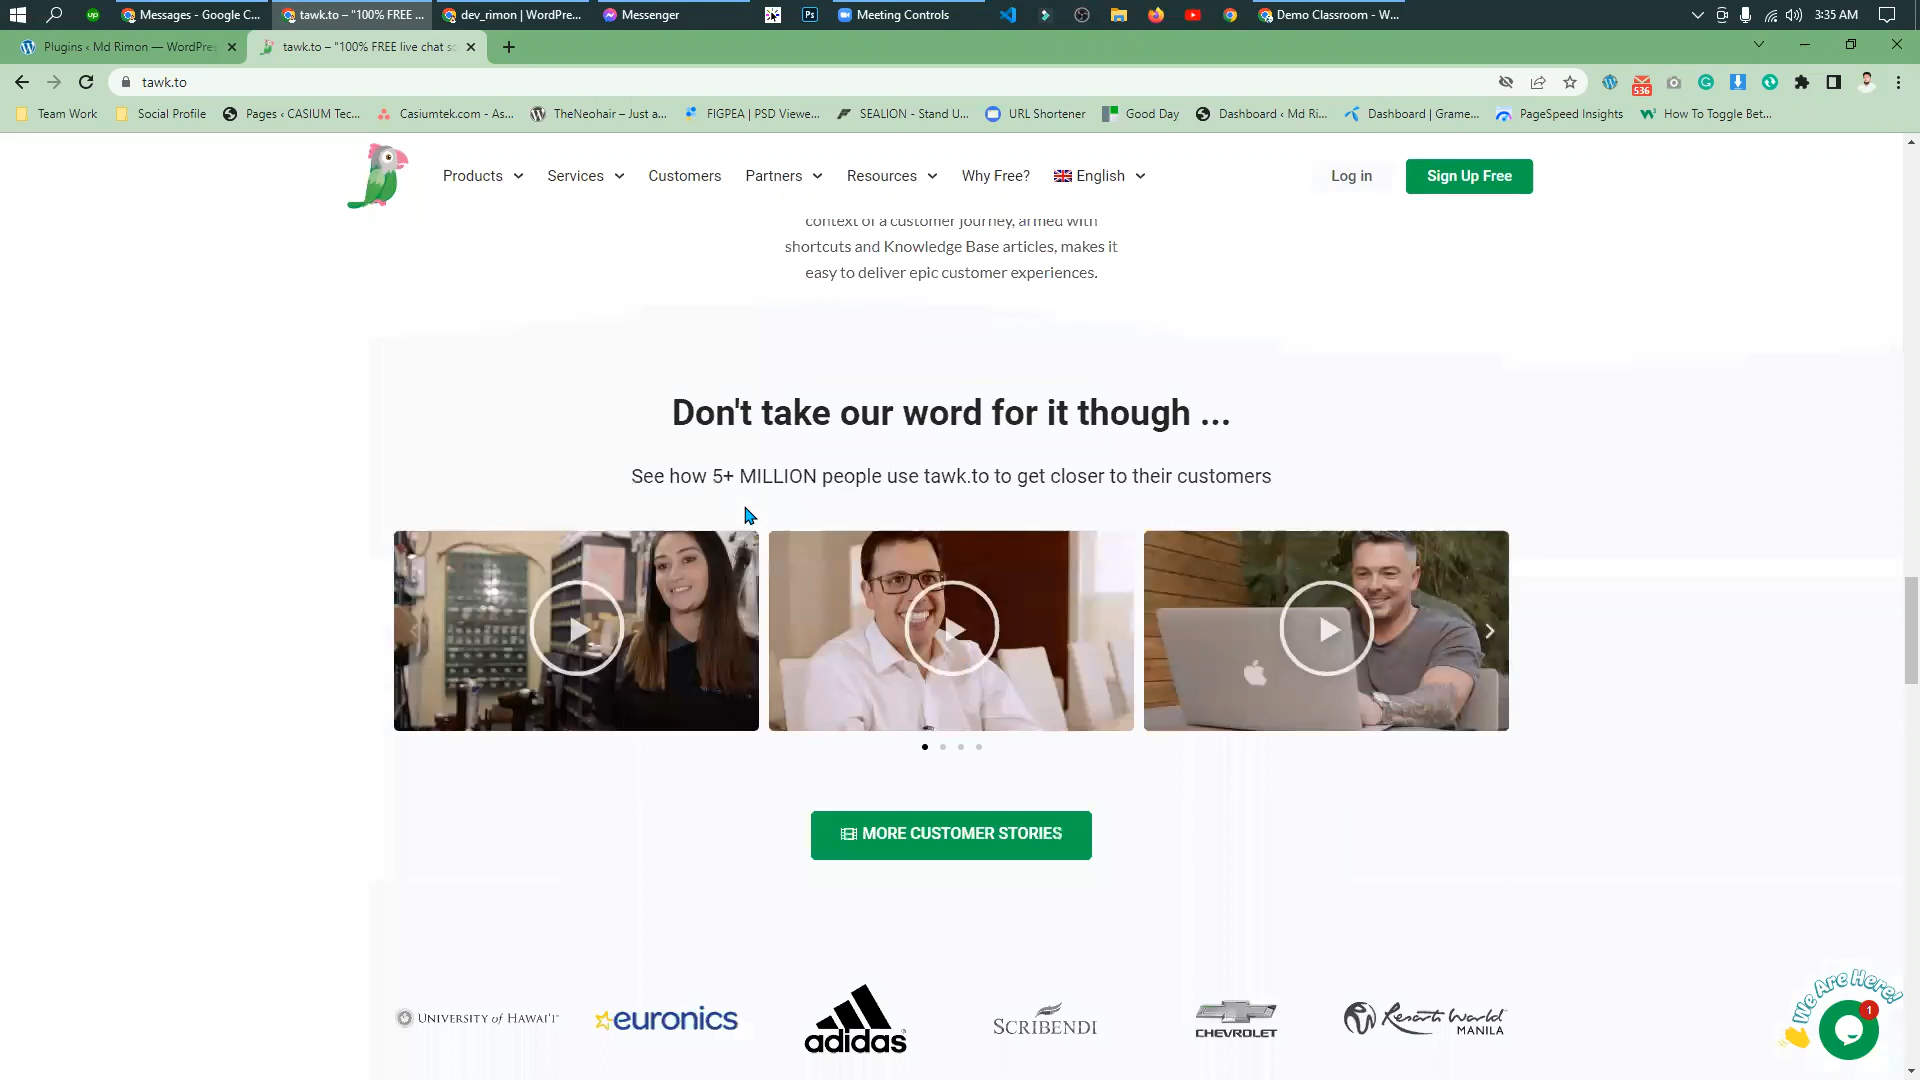 Messages - Google C...
tawk.to – "100% FREE ...
dev_rimon | WordPre...
Messenger
Meeting Controls
Demo Classroom - W...
3:35 AM
Plugins ‹ Md Rimon — WordPres
tawk.to – "100% FREE live chat so
tawk.to
536
Team Work
Social Profile
Pages ‹ CASIUM Tec...
Casiumtek.com - As...
TheNeohair – Just a...
FIGPEA | PSD Viewe...
SEALION - Stand U...
URL Shortener
Good Day
Dashboard ‹ Md Ri...
Dashboard | Grame...
PageSpeed Insights
How To Toggle Bet...
Products
Services
Customers
Partners
Resources
Why Free?
English
Log in
Sign Up Free
context of a customer journey, armed with
shortcuts and Knowledge Base articles, makes it
easy to deliver epic customer experiences.
Don't take our word for it though ...
See how 5+ MILLION people use tawk.to to get closer to their customers
MORE CUSTOMER STORIES
UNIVERSITY of HAWAI'I®
euronics
adidas
SCRIBENDI
CHEVROLET
Resorts World
MANILA
We Are Here!
1